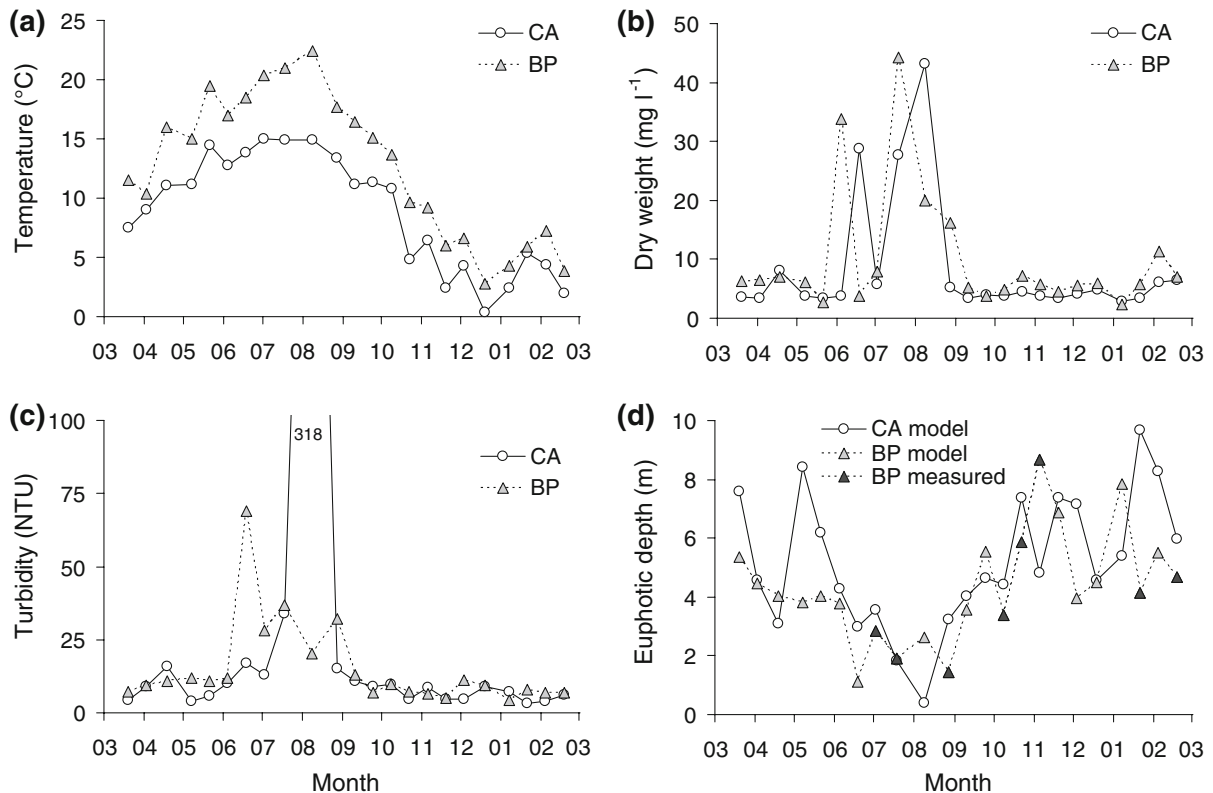 (a)
25
20
15
10
5
0
Temperature (°C)
CA
BP
03 04 05 06 07 08 09 10 11 12 01 02 03
(b)
50
40
30
20
10
0
Dry weight (mg l⁻¹)
CA
BP
03 04 05 06 07 08 09 10 11 12 01 02 03
(c)
100
75
50
25
0
Turbidity (NTU)
318
CA
BP
03 04 05 06 07 08 09 10 11 12 01 02 03
Month
(d)
10
8
6
4
2
0
Euphotic depth (m)
CA model
BP model
BP measured
03 04 05 06 07 08 09 10 11 12 01 02 03
Month